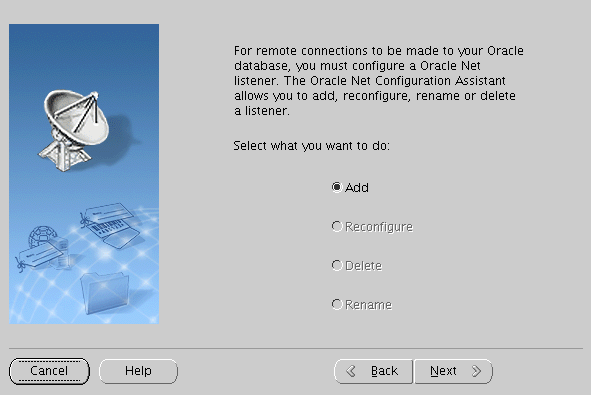 For remote connections to be made to your Oracle
database, you must configure a Oracle Net
listener. The Oracle Net Configuration Assistant
allows you to add, reconfigure, rename or delete
a listener.
Select what you want to do:
Add
Reconfigure
Delete
Rename
Cancel
Help
Back
Next